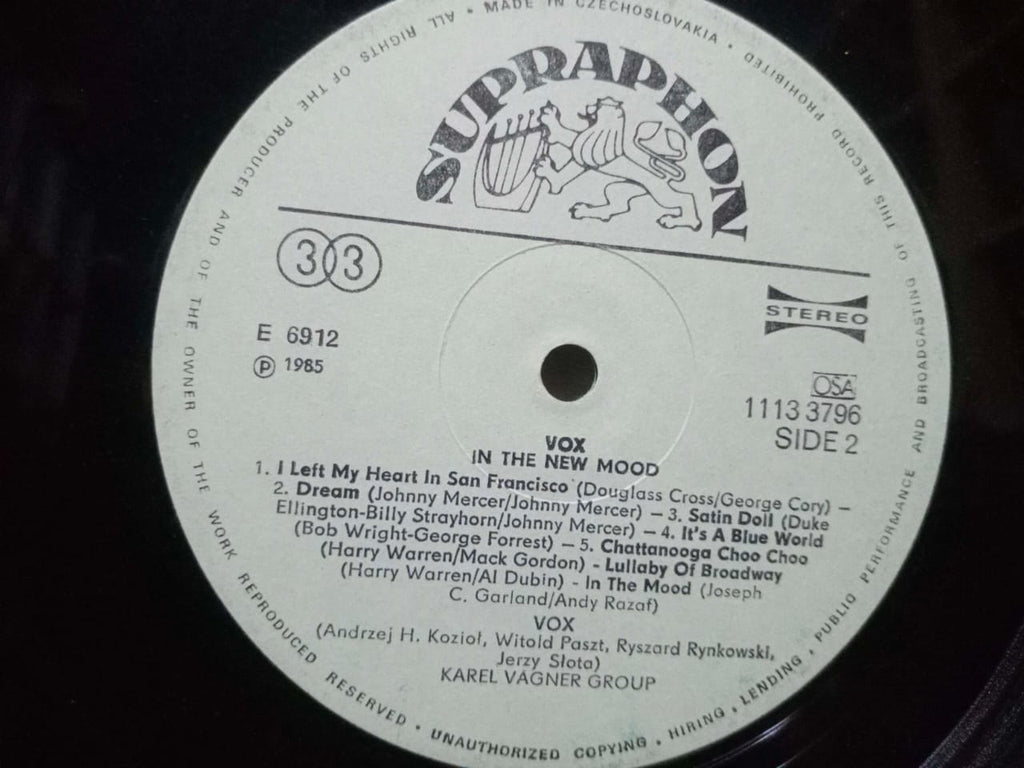 MADE IN CZECHOSLOVAKIA • ALL RIGHTS OF THE PRODUCER AND OF THE OWNER OF THE WORK REPRODUCED RESERVED • UNAUTHORIZED COPYING • HIRING • LENDING • PUBLIC PERFORMANCE AND BROADCASTING OF THIS RECORD PROHIBITED •
SUPRAPHON
33
STEREO
E 6912
℗ 1985
OSA
1113 3796
SIDE 2
VOX
IN THE NEW MOOD
1. I Left My Heart In San Francisco (Douglass Cross/George Cory) –
2. Dream (Johnny Mercer/Johnny Mercer) – 3. Satin Doll (Duke
Ellington-Billy Strayhorn/Johnny Mercer) – 4. It's A Blue World
(Bob Wright-George Forrest) – 5. Chattanooga Choo Choo
(Harry Warren/Mack Gordon) - Lullaby Of Broadway
(Harry Warren/Al Dubin) - In The Mood (Joseph
C. Garland/Andy Razaf)
VOX
(Andrzej H. Kozioł, Witold Paszt, Ryszard Rynkowski,
Jerzy Słota)
KAREL VÁGNER GROUP